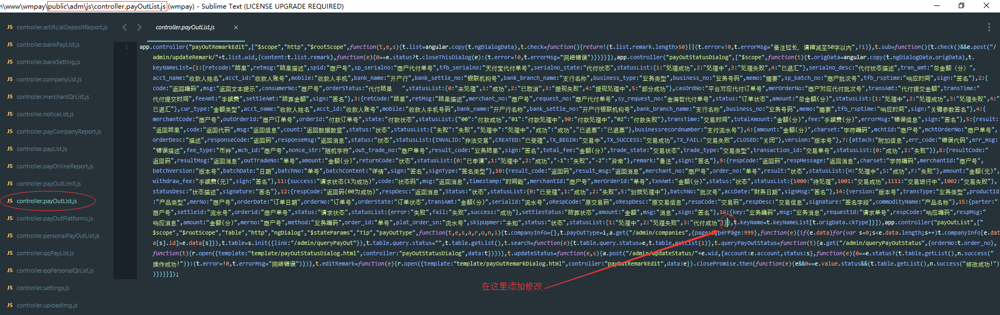 n\www\wmpay\public\adm\js\controller.payOutList.js (wmpay) - Sublime Text (LICENSE UPGRADE REQUIRED)
JS controller.artificialDepositReport.js
JS controller.bankPayList.js
JS controller.bankSetting.js
JS controller.companyList.js
JS controller.merchantQrList.js
JS controller.noticeList.js
JS controller.payCompanyReport.js
JS controller.payList.js
JS controller.payOnlineReport.js
JS controller.payOutLimit.js
JS controller.payOutList.js
JS controller.payOutPlatforms.js
JS controller.personalPayOutList.js
JS controller.qqPayList.js
JS controller.qqPersonalQrList.js
JS controller.settings.js
JS controller.uploadImg.js
controller.payOutList.js ×
1
app.controller("payOutRemarkEdit",["$scope","http","$rootScope",function(t,e,s){t.list=angular.copy(t.ngDialogData),t.check=function(){return!(t.list.remark.length>50)||(t.error=!0,t.errorMsg="备注过长, 请缩减至50字以内",!1)},t.sub=function(){t.check()&&e.post("/
admin/updateRemark/"+t.list.wid,{content:t.list.remark},function(e){0==e.status?t.closeThisDialog(e):(t.error=!0,t.errorMsg="网络错误")})}}]),app.controller("payOutStatusDialog",["$scope",function(t){t.origData=angular.copy(t.ngDialogData.origData),t.
keyNameList={1:{retcode:"结果",retmsg:"结果描述",spid:"商户号",sp_serialno:"商户代付单号",tfb_serialno:"天付宝代付单号",serialno_state:"代付状态",statusList:{1:"处理成功",2:"处理中",3:"处理失败",4:"已退汇"},serialno_desc:"代付状态描述",tran_amt:"总金额（分）",
acct_name:"收款人姓名",acct_id:"收款人账号",mobile:"收款人手机",bank_name:"开户行",bank_settle_no:"银联机构号",bank_branch_name:"支行名称",business_type:"业务类型",business_no:"业务号码",memo:"摘要",sp_batch_no:"商户批次号",tfb_rsptime:"响应时间",sign:"签名"},2:{
code:"返回编码",msg:"返回文本提示",consumerNo:"商户号",orderStatus:"代付结果   ",statusList:{0:"未处理",1:"成功",2:"已取消",3:"提现失败",4:"提现处理中",5:"部分成功"},casOrdNo:"平台对应代付订单号",merOrderNo:"商户对应代付批次号",transAmt:"代付提交金额",transTime:"
代付提交时间",feeAmt:"手续费",settleAmt:"结算金额",sign:"签名"},3:{retCode:"结果",retMsg:"结果描述",merchant_no:"商户号",request_no:"商户代付单号",sy_request_no:"金海哲代付单号",status:"订单状态",amount:"总金额(分)",statusList:{1:"处理中",2:"处理成功",3:"处理失败",4:"
已退汇"},cur_type:"金额类型",acct_name:"收款人姓名",acct_id:"收款人账号",mobile:"收款人手机号码",bank_name:"开户行名称",bank_settle_no:"开户行银联机构号",bank_branch_name:"支行名称",business_no:"业务号码",memo:"摘要",tfb_rsptime:"响应时间",sign:"关键参数签名"},4:{
merchantCode:"商户号",outOrderId:"商户订单号",orderId:"付款订单号",state:"付款状态",statusList:{"00":"付款成功","01":"付款处理中",90:"付款处理中","02":"付款失败"},transTime:"交易时间",totalAmount:"金额(分)",fee:"手续费(分)",errorMsg:"错误信息",sign:"签名"},5:{result:
"返回结果",code:"返回代码",msg:"返回信息",count:"返回数据数量",status:"状态",statusList:{"失败":"失败","处理中":"处理中","成功":"成功","已退票":"已退票"},businessrecordnumber:"支付流水号"},6:{amount:"金额(分)",charset:"字符编码",mchtId:"商户号",mchtOrderNo:"商户单号",
orderDesc:"描述",responseCode:"返回码",responseMsg:"返回消息",status:"状态",statusList:{INVALID:"非法交易",CREATED:"已受理",TX_BEGIN:"交易中",TX_SUCCESS:"交易成功",TX_FAIL:"交易失败",CLOSED:"关闭"},version:"版本号"},7:{attach:"附加信息",err_code:"错误代码",err_msg:
"错误描述",fee_type:"币种",mch_id:"商户号",nonce_str:"随机字符",out_trade_no:"商户单号",result_code:"业务结果",sign:"签名",total_fee:"金额(分)",trade_state:"交易状态",trade_type:"交易类型",transaction_id:"交易单号",statusList:{0:"成功",1:"失败"}},8:{resultCode:"
返回码",resultMsg:"返回消息",outTradeNo:"单号",amount:"金额(分)",returnCode:"状态",statusList:{0:"已申请",1:"处理中",2:"成功","-1":"失败","-2":"异常"},remark:"备注",sign:"签名"},9:{respCode:"返回码",respMessage:"返回消息",charset:"字符编码",merchantId:"商户号",
batchVersion:"版本号",batchDate:"日期",batchNo:"单号",batchContent:"详情",sign:"签名",signType:"签名类型"},10:{result_code:"返回码",result_msg:"返回消息",merchant_no:"商户号",order_no:"单号",result:"状态",statusList:{H:"处理中",S:"成功",F:"失败"},amount:"金额(元)",
withdraw_fee:"手续费(元)",sign:"签名"},11:{success:"请求状态(1为成功)",code:"状态码",msg:"返回消息",timestamp:"时间戳",merchantId:"商户号",merOrderId:"单号",txnAmt:"金额(分)",status:"状态",statusList:{1000:"待处理",1001:"交易成功",1111:"交易进行中",1002:"交易失败"},
statusDesc:"状态描述",signature:"签名"},12:{respCode:"返回码(00为成功)",respDesc:"返回消息",Status:"状态",statusList:{0:"已受理",1:"成功",2:"失败",5:"划拨处理中"},batchNo:"批次号",accDate:"财务日期",signMsg:"签名"},14:{version:"版本号",transType:"业务类型",productId
:"产品类型",merNo:"商户号",orderDate:"订单日期",orderNo:"订单号",orderState:"订单状态",transAmt:"金额(分)",serialId:"流水号",oRespCode:"原交易码",oRespDesc:"原交易信息",respCode:"交易码",respDesc:"交易信息",signature:"签名字段",commodityName:"产品名称"},15:{parter:"
商户号",settleid:"流水号",orderid:"商户单号",status:"请求状态",statusList:{error:"失败",fail:"失败",success:"成功"},settlestatus:"结算状态",amount:"金额",msg:"消息",sign:"签名"},16:{key:"业务编码",msg:"业务消息",requestId:"请求单号",respCode:"响应编码",respMsg:"
响应消息",amount:"金额(分)",merno:"商户号",method:"业务编码",order_id:"单号",plat_order_sn:"流水号",skipUpmer:"未知",status:"状态",statusList:{1:"处理中",2:"处理失败",3:"代付成功"}}},t.keyName=t.keyNameList[t.origData.ckType]}]),app.controller("payOutList",["
$scope","$rootScope","Table","http","ngDialog","$stateParams","Tip","payOutType",function(t,e,s,a,r,o,n,i){t.companyInfo={},t.payOutType=i,a.get("/admin/companies",{page:1,perPage:999},function(e){if(e.data)for(var s=0;s<e.data.length;s++)t.companyInfo[e.dat
a[s].id]=e.data[s]}),t.table=s.init({link:"/admin/queryPayOut"}),t.table.query.status="",t.table.getList(),t.search=function(e){t.table.query.status=e,t.table.getList(1)},t.queryPayOutStatus=function(t){a.get("/admin/queryPayOutStatus",{orderNo:t.order_no},
function(t){r.open({template:"template/payOutStatusDialog.html",controller:"payOutStatusDialog",data:t})})},t.updateStatus=function(e,s){a.post("/admin/updateStatus/"+e.wid,{account:e.account,status:s},function(e){0==e.status?(t.table.getList(),n.success("
操作成功!")):(t.error=!0,t.errorMsg="网络错误")})},t.editRemark=function(e){r.open({template:"template/payOutRemarkDialog.html",controller:"payOutRemarkEdit",data:e}).closePromise.then(function(e){e&&0==e.value.status&&(t.table.getList(),n.success("修改成功!")
)})}}]);
在这里添加修改